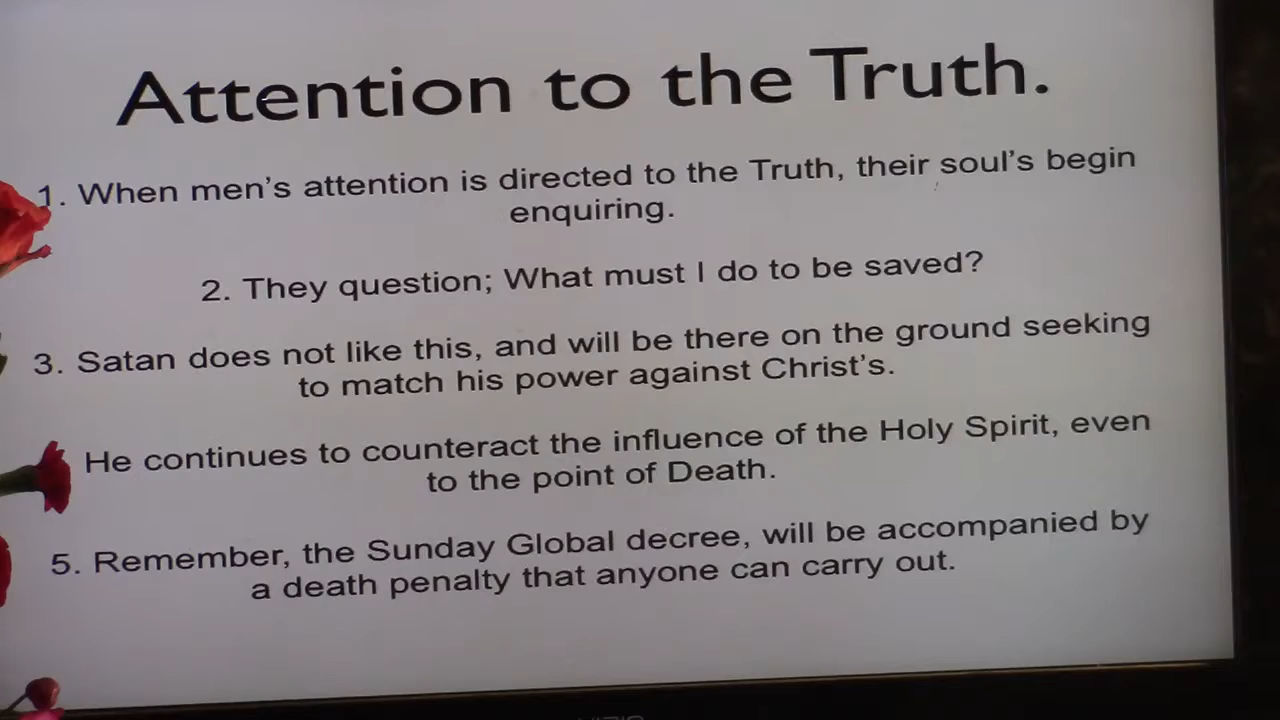 Attention to the Truth.
1. When men's attention is directed to the Truth, their soul's begin
enquiring.
2. They question; What must I do to be saved?
3. Satan does not like this, and will be there on the ground seeking
to match his power against Christ's.
He continues to counteract the influence of the Holy Spirit, even
to the point of Death.
5. Remember, the Sunday Global decree, will be accompanied by
a death penalty that anyone can carry out.